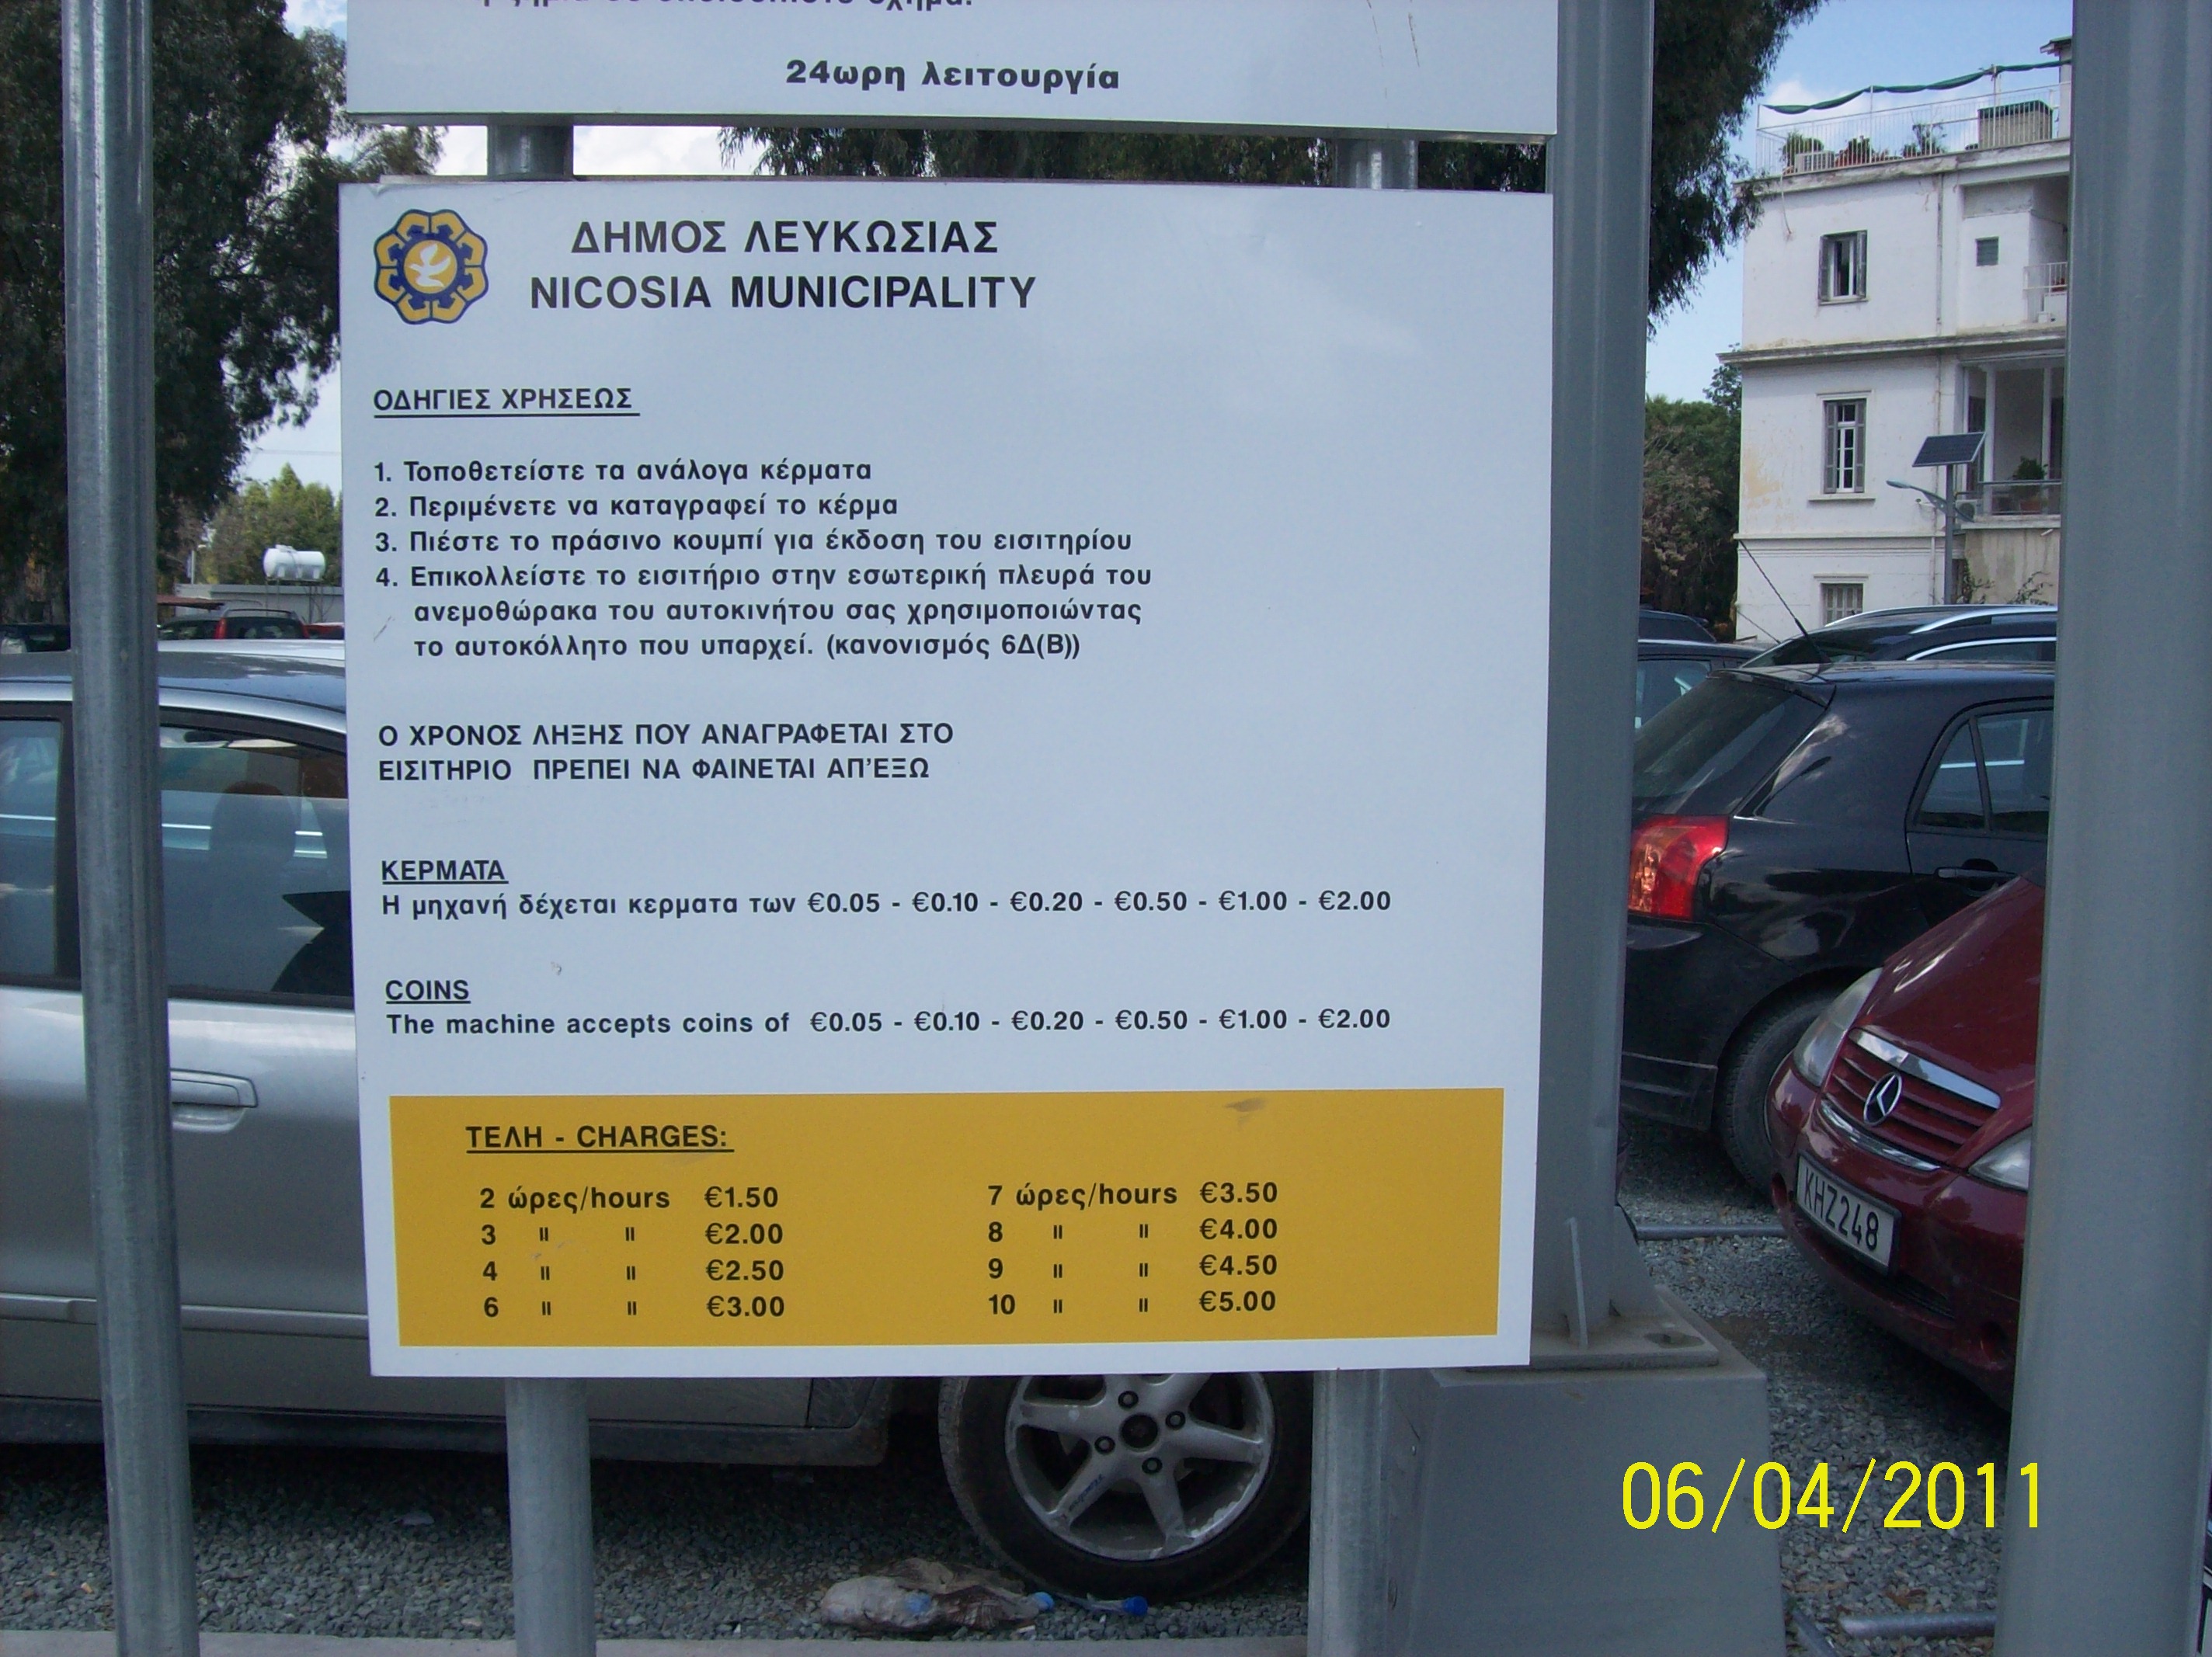 24ωρη λειτουργία
ΔΗΜΟΣ ΛΕΥΚΩΣΙΑΣ
NICOSIA MUNICIPALITY
ΟΔΗΓΙΕΣ ΧΡΗΣΕΩΣ
1. Τοποθετείστε τα ανάλογα κέρματα
2. Περιμένετε να καταγραφεί το κέρμα
3. Πιέστε το πράσινο κουμπί για έκδοση του εισιτηρίου
4. Επικολλείστε το εισιτήριο στην εσωτερική πλευρά του
ανεμοθώρακα του αυτοκινήτου σας χρησιμοποιώντας
το αυτοκόλλητο που υπαρχεί. (κανονισμός 6Δ(Β))
Ο ΧΡΟΝΟΣ ΛΗΞΗΣ ΠΟΥ ΑΝΑΓΡΑΦΕΤΑΙ ΣΤΟ
ΕΙΣΙΤΗΡΙΟ ΠΡΕΠΕΙ ΝΑ ΦΑΙΝΕΤΑΙ ΑΠ'ΕΞΩ
ΚΕΡΜΑΤΑ
Η μηχανή δέχεται κερματα των €0.05 - €0.10 - €0.20 - €0.50 - €1.00 - €2.00
COINS
The machine accepts coins of €0.05 - €0.10 - €0.20 - €0.50 - €1.00 - €2.00
ΤΕΛΗ - CHARGES:
2 ώρες/hours €1.50
3 " " €2.00
4 " " €2.50
6 " " €3.00
7 ώρες/hours €3.50
8 " " €4.00
9 " " €4.50
10 " " €5.00
KHZ248
06/04/2011